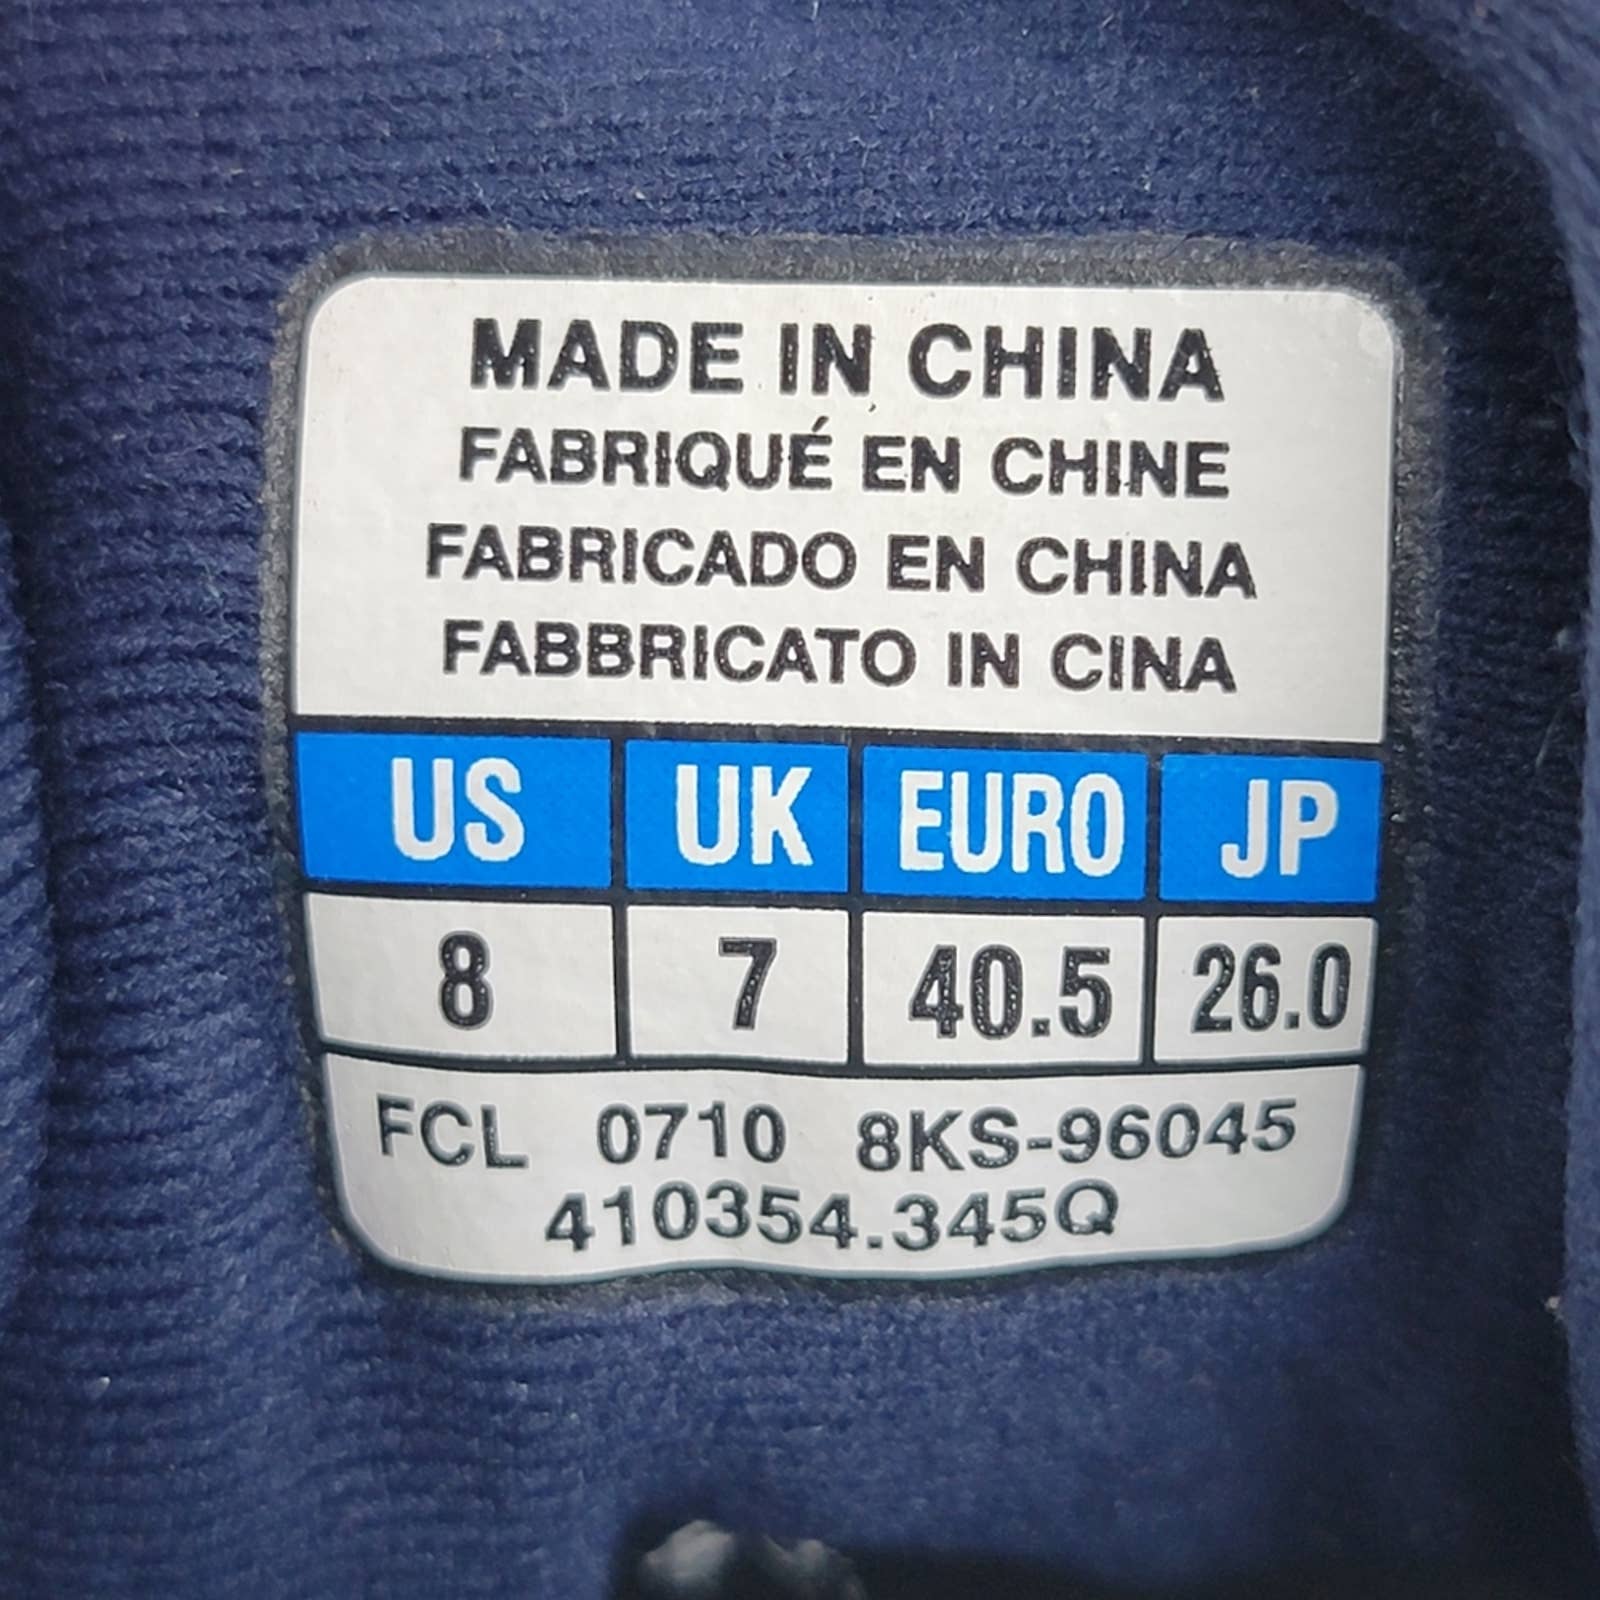 MADE IN CHINA
FABRIQUÉ EN CHINE
FABRICADO EN CHINA
FABBRICATO IN CINA
US UK EURO JP
8 7 40.5 26.0
FCL 0710 8KS-96045
410354.345Q